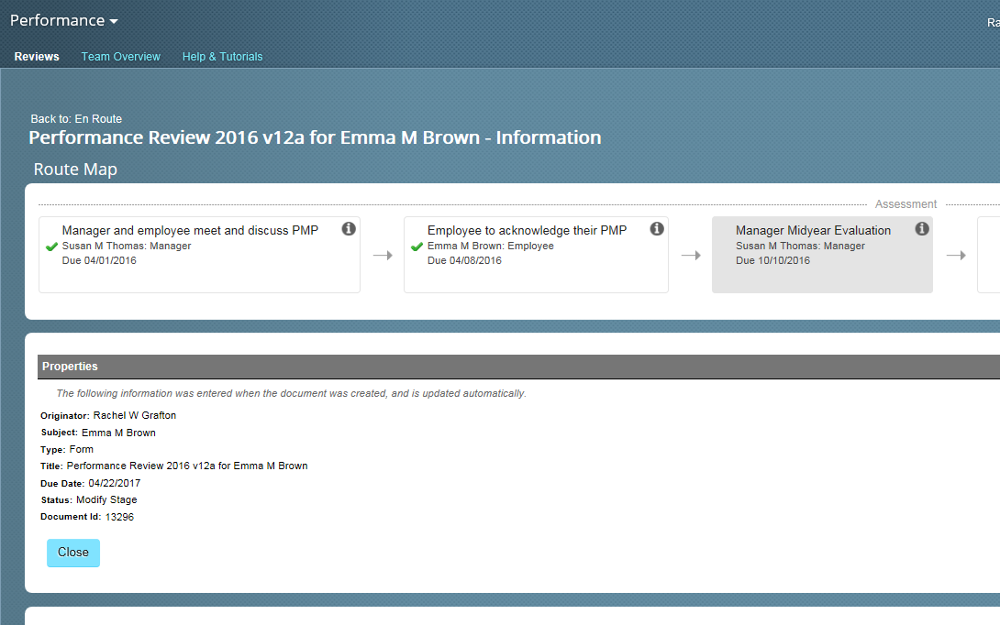 Performance
Ra
Reviews Team Overview Help & Tutorials
Back to: En Route
Performance Review 2016 v12a for Emma M Brown - Information
Route Map
Assessment
Manager and employee meet and discuss PMP
Susan M Thomas: Manager
Due 04/01/2016
Employee to acknowledge their PMP
Emma M Brown: Employee
Due 04/08/2016
Manager Midyear Evaluation
Susan M Thomas: Manager
Due 10/10/2016
Properties
The following information was entered when the document was created, and is updated automatically.
Originator: Rachel W Grafton
Subject: Emma M Brown
Type: Form
Title: Performance Review 2016 v12a for Emma M Brown
Due Date: 04/22/2017
Status: Modify Stage
Document Id: 13296
Close